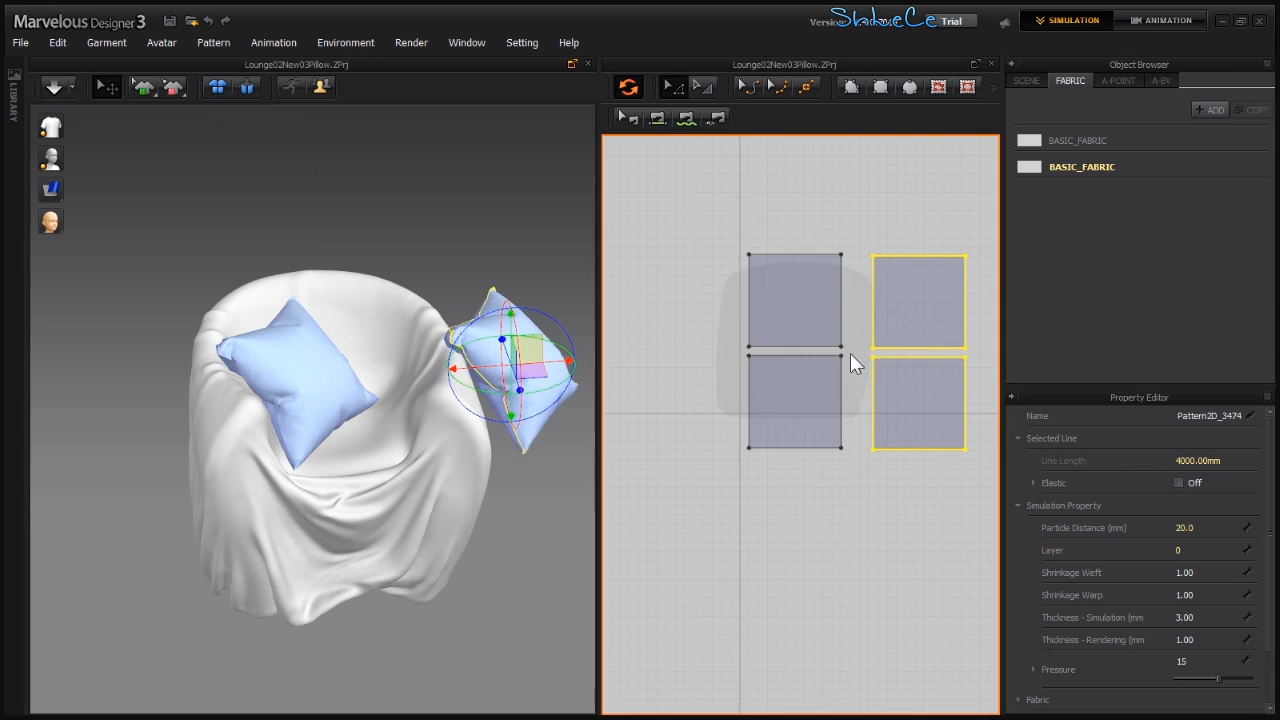 Marvelous Designer 3
Version
ShkeCe
Trial
SIMULATION
ANIMATION
File Edit Garment Avatar Pattern Animation Environment Render Window Setting Help
LIBRARY
Lounge02New03Pillow.ZPrj
Lounge02New03Pillow.ZPrj
Object Browser
SCENE FABRIC A-POINT A-BV
+ ADD COPY
BASIC_FABRIC
BASIC_FABRIC
Property Editor
Name Pattern2D_3474
Selected Line
Line Length 4000.00mm
Elastic Off
Simulation Property
Particle Distance (mm) 20.0
Layer 0
Shrinkage Weft 1.00
Shrinkage Warp 1.00
Thickness - Simulation (mm 3.00
Thickness - Rendering (mm 1.00
Pressure 15
Fabric